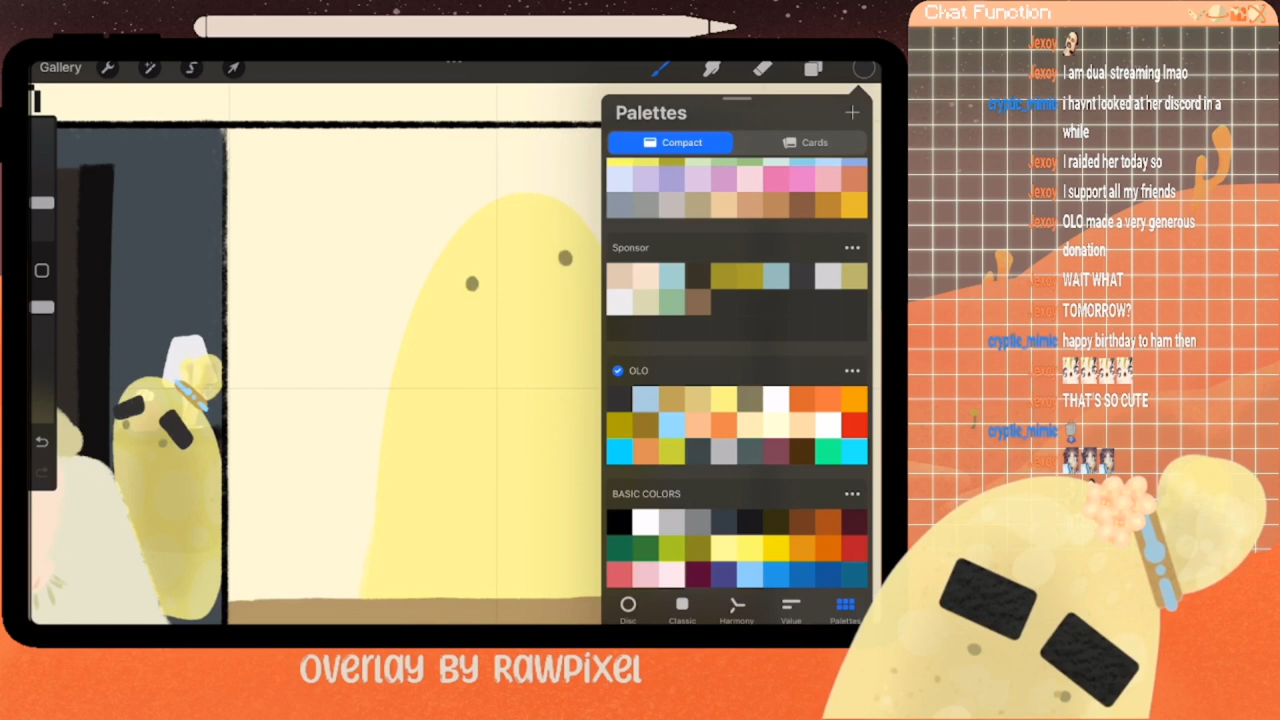 Chat Function
Gallery
Palettes
Compact
Cards
Sponsor
OLO
BASIC COLORS
Disc
Classic
Harmony
Value
Palettes
Jexoy
Jexoy I am dual streaming lmao
cryptic_mimic i haynt looked at her discord in a
while
Jexoy I raided her today so
Jexoy I support all my friends
Jexoy OLO made a very generous
donation
Jexoy WAIT WHAT
Jexoy TOMORROW?
cryptic_mimic happy birthday to ham then
Jexoy
Jexoy THAT'S SO CUTE
cryptic_mimic
Jexoy
OVERLAY BY RAWPIXEL